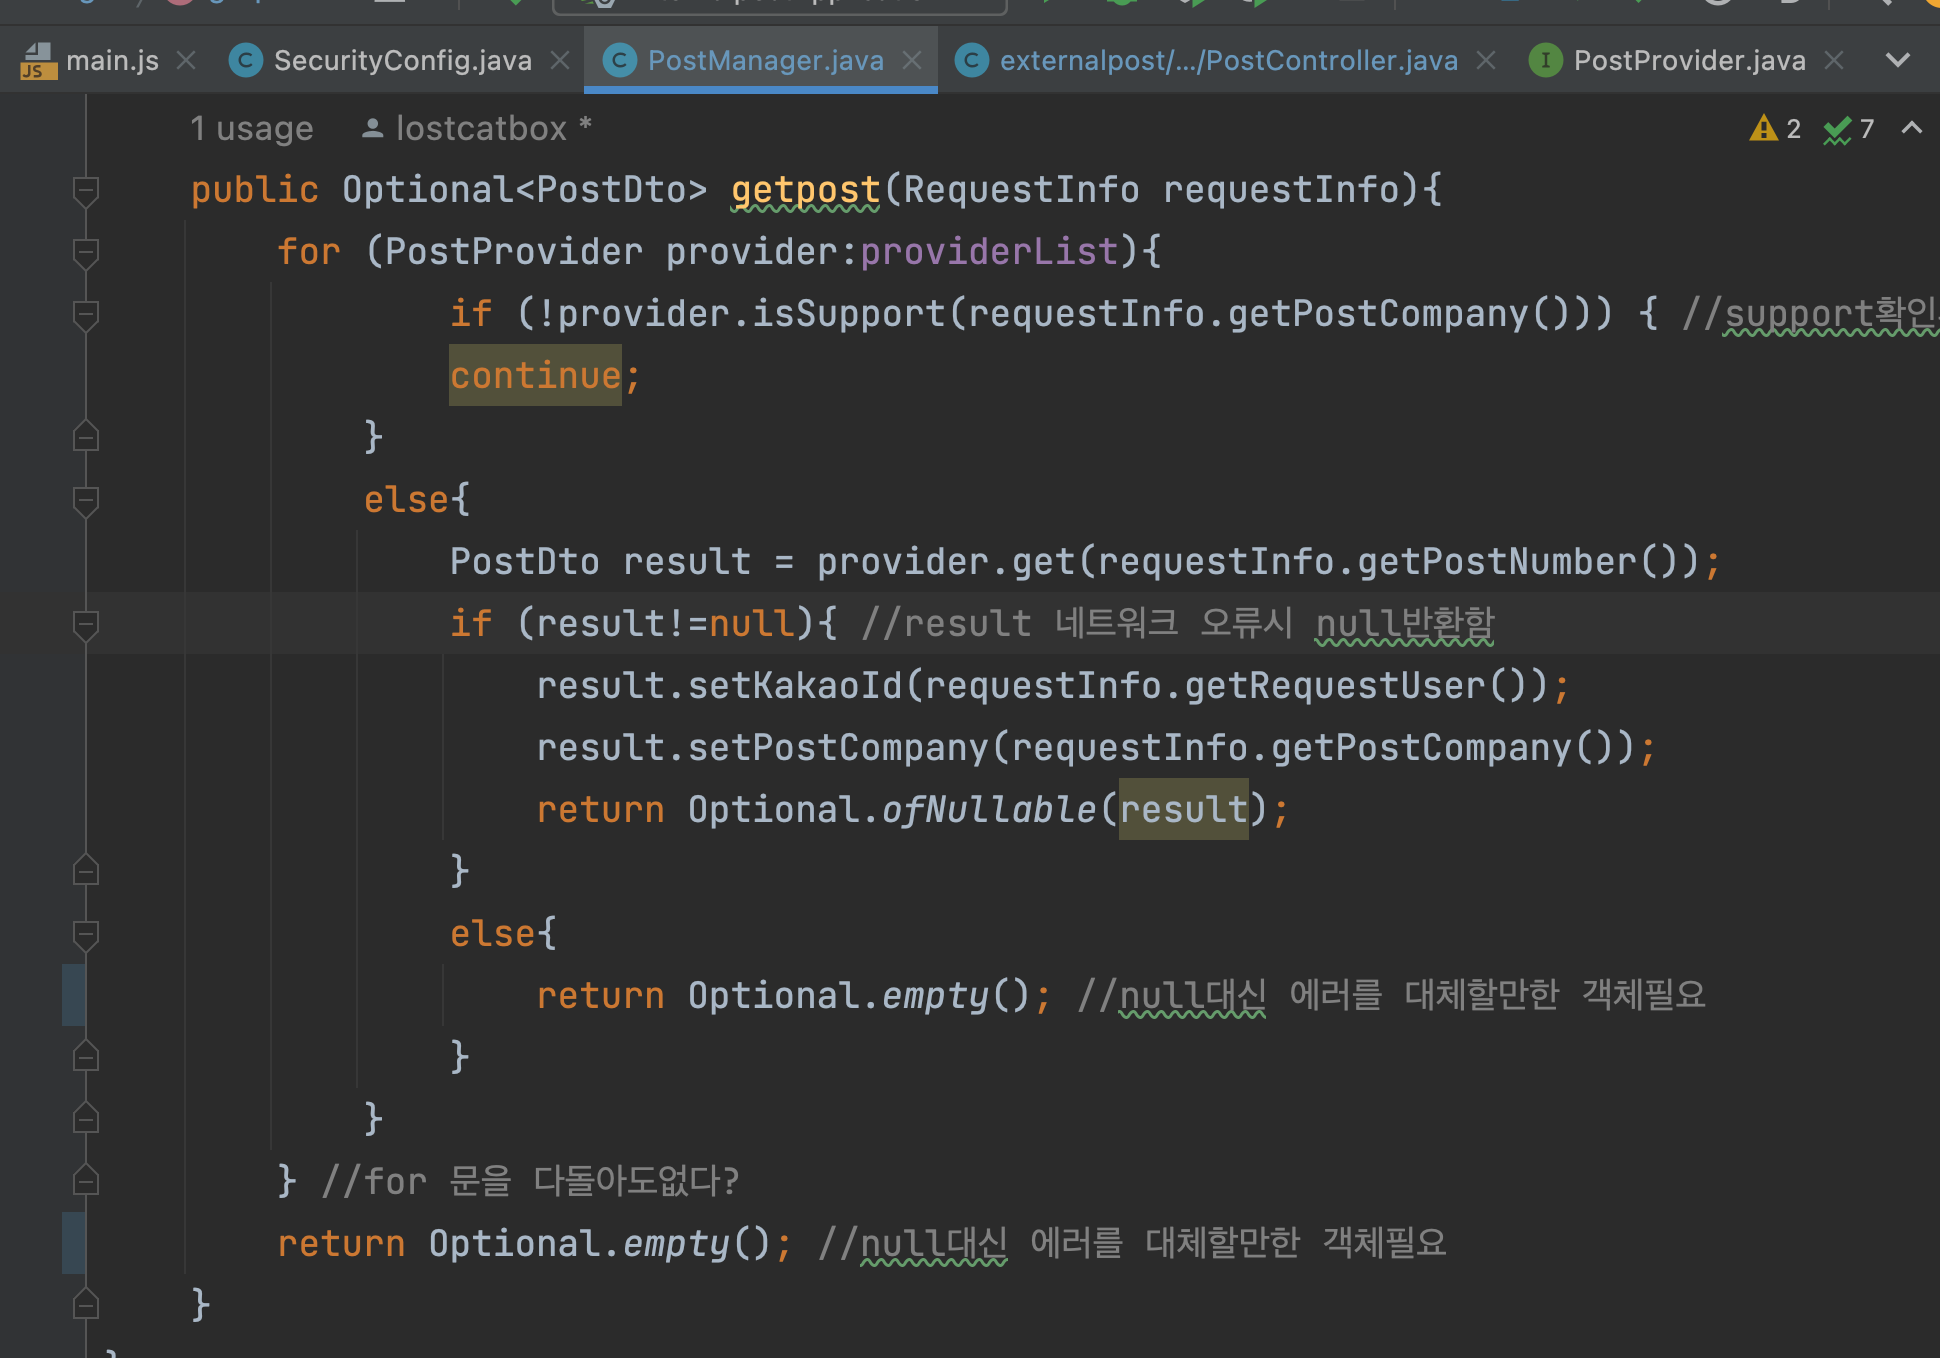 main.js SecurityConfig.java PostManager.java externalpost/.../PostController.java PostProvider.java
1 usage lostcatbox *
2 7
public Optional<PostDto> getpost(RequestInfo requestInfo){
for (PostProvider provider:providerList){
if (!provider.isSupport(requestInfo.getPostCompany())) { //support확인
continue;
}
else{
PostDto result = provider.get(requestInfo.getPostNumber());
if (result!=null){ //result 네트워크 오류시 null반환함
result.setKakaoId(requestInfo.getRequestUser());
result.setPostCompany(requestInfo.getPostCompany());
return Optional.ofNullable(result);
}
else{
return Optional.empty(); //null대신 에러를 대체할만한 객체필요
}
}
} //for 문을 다돌아도없다?
return Optional.empty(); //null대신 에러를 대체할만한 객체필요
}